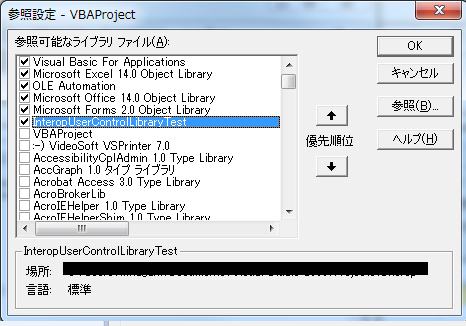 参照設定 - VBAProject
参照可能なライブラリ ファイル(A):
Visual Basic For Applications
Microsoft Excel 14.0 Object Library
OLE Automation
Microsoft Office 14.0 Object Library
Microsoft Forms 2.0 Object Library
InteropUserControlLibraryTest
VBAProject
:-) VideoSoft VSPrinter 7.0
AccessibilityCplAdmin 1.0 Type Library
AccGraph 1.0 タイプ ライブラリ
Acrobat Access 3.0 Type Library
AcroBrokerLib
AcroIEHelper 1.0 Type Library
AcroIEHelperShim 1.0 Type Library
OK
キャンセル
参照(B)...
ヘルプ(H)
優先順位
InteropUserControlLibraryTest
場所:
言語: 標準